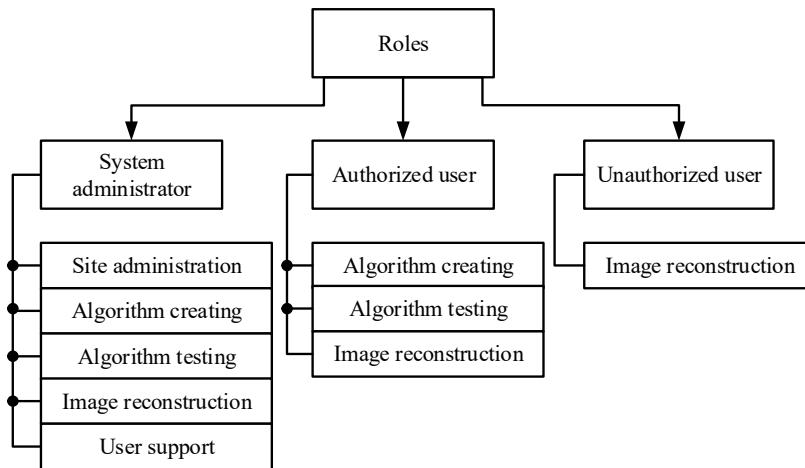 Roles
System
administrator
Authorized user
Unauthorized user
Site administration
Algorithm creating
Algorithm testing
Image reconstruction
User support
Algorithm creating
Algorithm testing
Image reconstruction
Image reconstruction